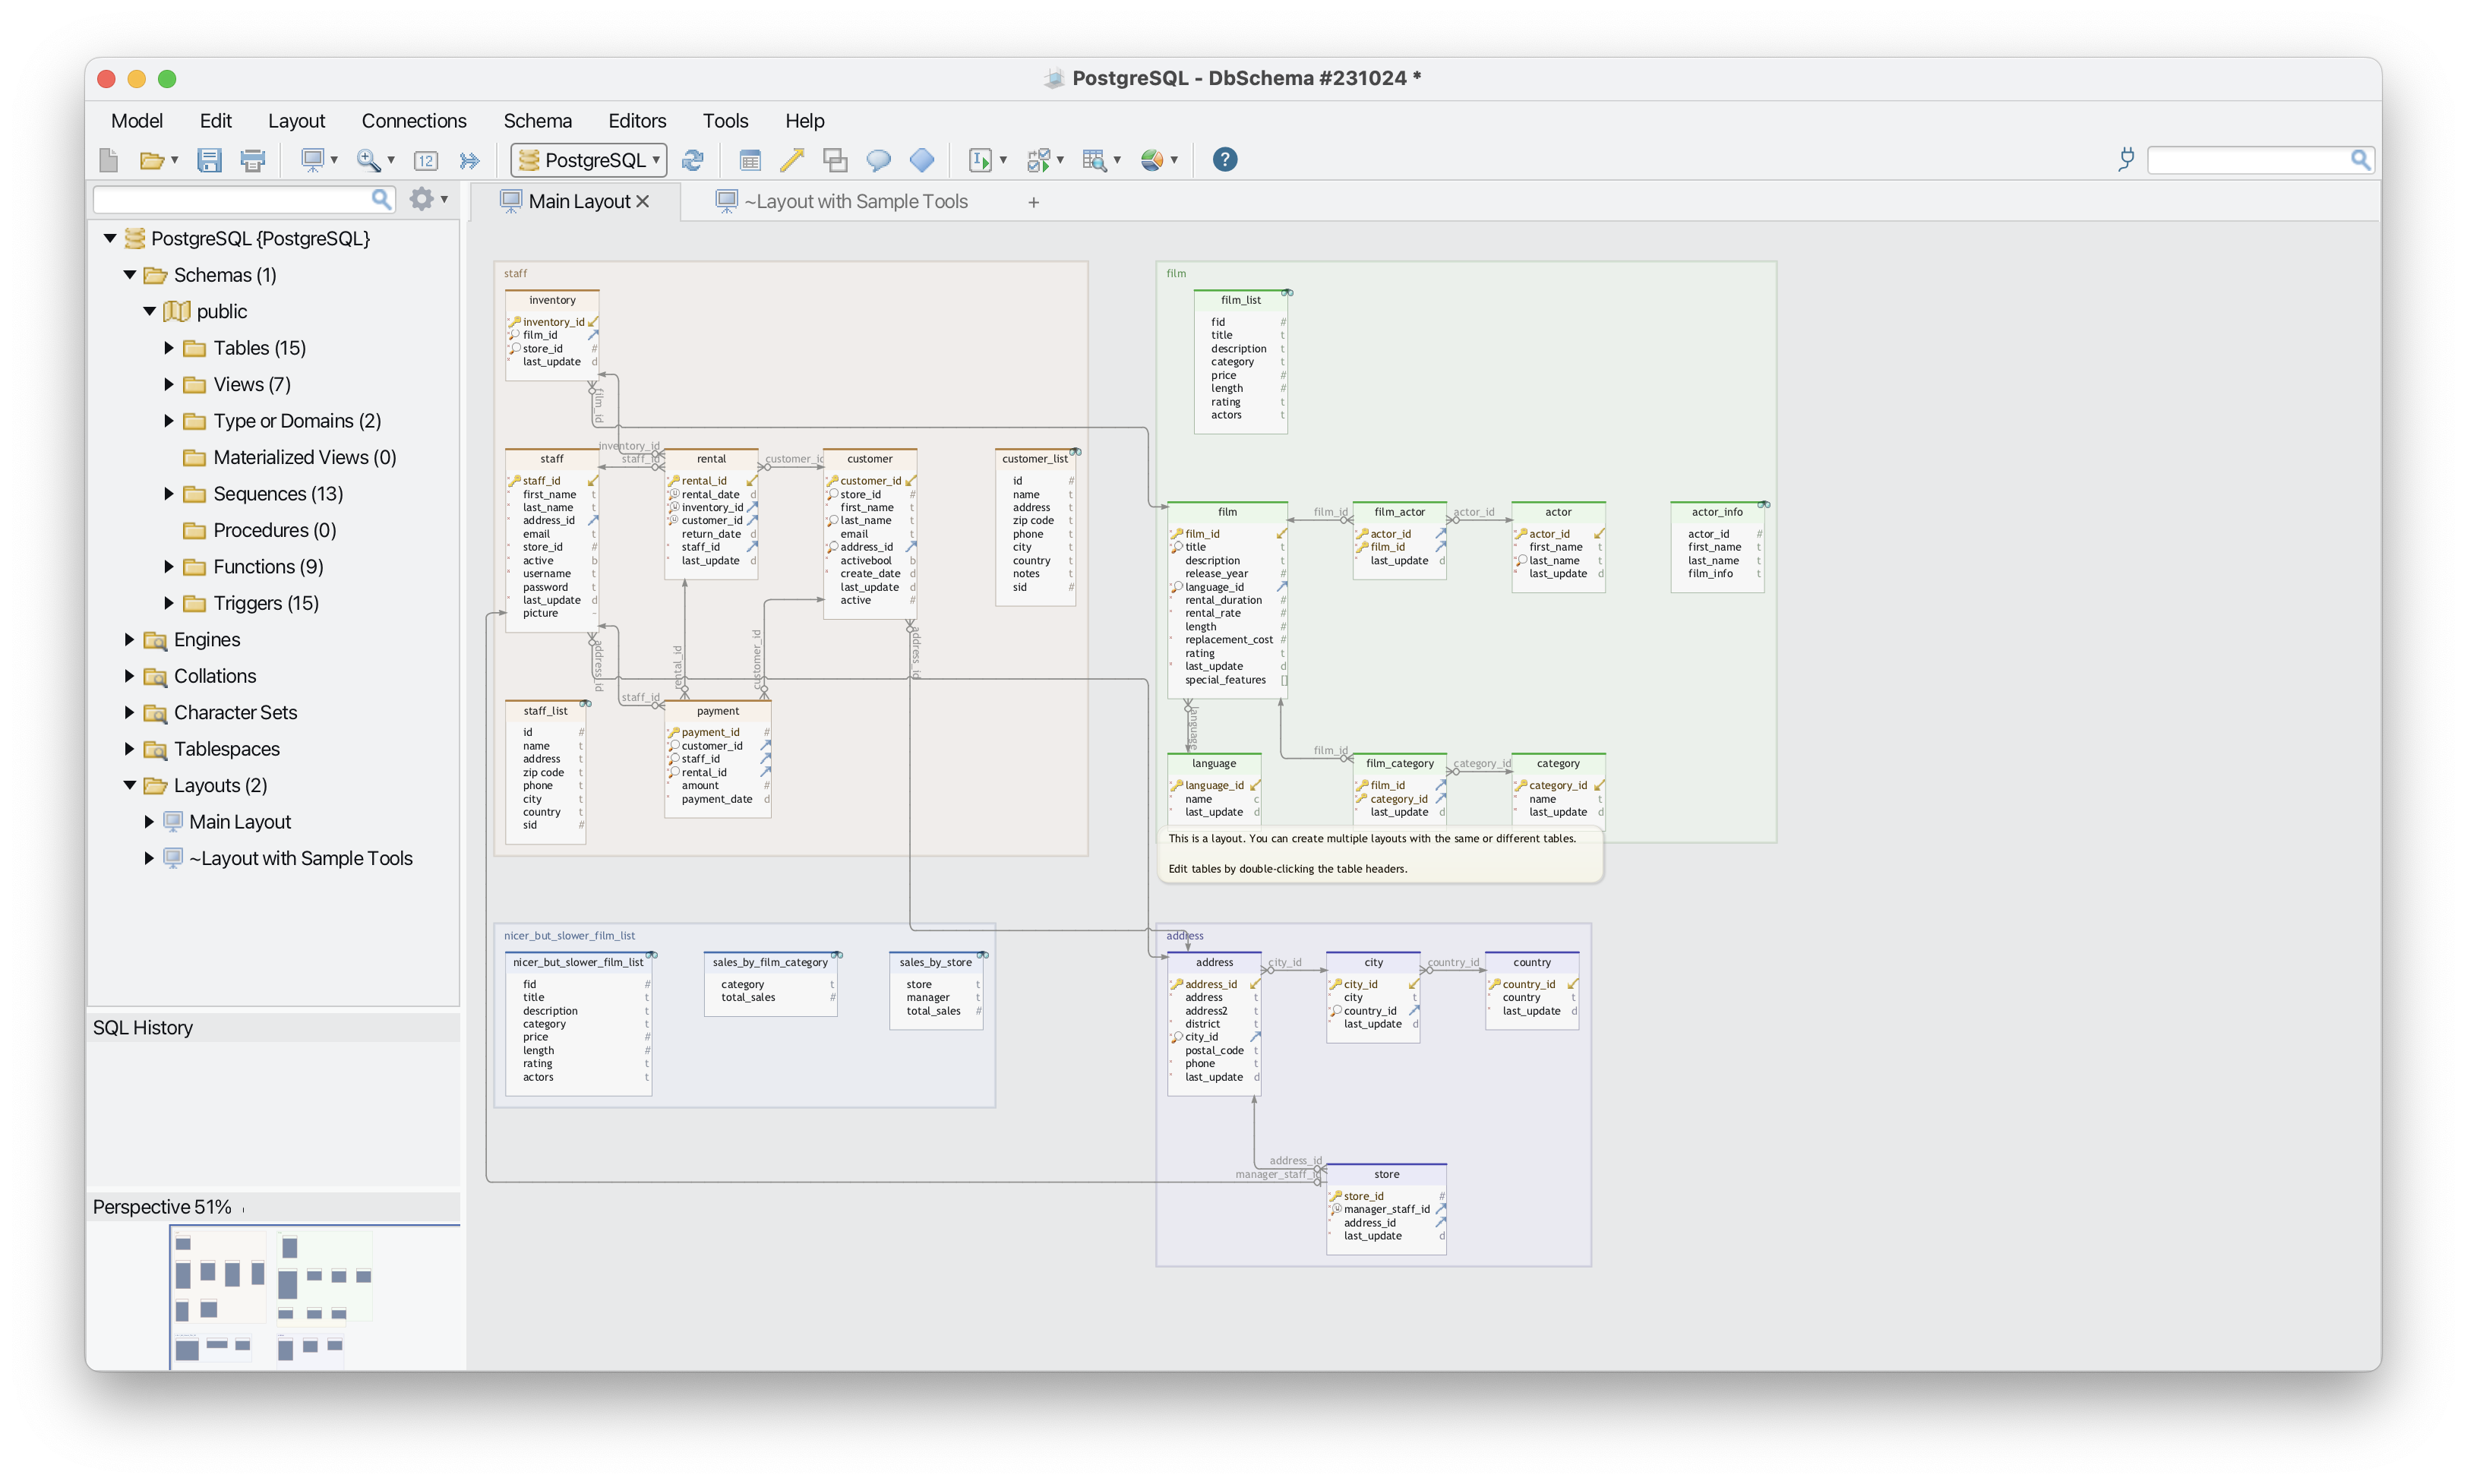 PostgreSQL - DbSchema #231024 *
Model Edit Layout Connections Schema Editors Tools Help
12 PostgreSQL ?
Main Layout ~Layout with Sample Tools +
PostgreSQL {PostgreSQL}
Schemas (1)
public
Tables (15)
Views (7)
Type or Domains (2)
Materialized Views (0)
Sequences (13)
Procedures (0)
Functions (9)
Triggers (15)
Engines
Collations
Character Sets
Tablespaces
Layouts (2)
Main Layout
~Layout with Sample Tools
SQL History
Perspective 51%
staff
inventory
inventory_id
film_id #
store_id #
last_update d
film_id
inventory_id
staff_id
customer_id
staff
staff_id
first_name t
last_name t
address_id
email t
store_id #
active b
username t
password t
last_update d
picture ~
rental
rental_id
rental_date d
inventory_id
customer_id
return_date d
staff_id
last_update d
customer
customer_id
store_id #
first_name t
last_name t
email t
address_id
activebool b
create_date d
last_update d
active #
customer_list
id #
name t
address t
zip code t
phone t
city t
country t
notes t
sid #
address_id
rental_id
customer_id
address_id
staff_id
staff_list
id #
name t
address t
zip code t
phone t
city t
country t
sid #
payment
payment_id #
customer_id
staff_id
rental_id
amount #
payment_date d
film
film_list
fid #
title t
description t
category t
price #
length #
rating t
actors t
film
film_id
title t
description t
release_year #
language_id
rental_duration #
rental_rate #
length #
replacement_cost #
rating t
last_update d
special_features []
film_id
film_actor
actor_id
film_id
last_update d
actor_id
actor
actor_id
first_name t
last_name t
last_update d
actor_info
actor_id #
first_name t
last_name t
film_info t
language
language
language_id
name c
last_update d
film_id
film_category
film_id
category_id
last_update d
category_id
category
category_id
name t
last_update d
This is a layout. You can create multiple layouts with the same or different tables.
Edit tables by double-clicking the table headers.
nicer_but_slower_film_list
nicer_but_slower_film_list
fid #
title t
description t
category t
price #
length #
rating t
actors t
sales_by_film_category
category t
total_sales #
sales_by_store
store t
manager t
total_sales #
address
address
address_id
address t
address2 t
district t
city_id
postal_code t
phone t
last_update d
city_id
city
city_id
city t
country_id
last_update d
country_id
country
country_id
country t
last_update d
address_id
manager_staff_id
store
store_id #
manager_staff_id
address_id
last_update d